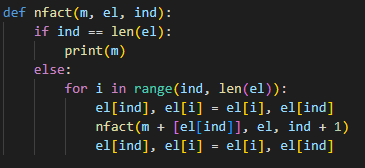 def nfact(m, el, ind):
    if ind == len(el):
        print(m)
    else:
        for i in range(ind, len(el)):
            el[ind], el[i] = el[i], el[ind]
            nfact(m + [el[ind]], el, ind + 1)
            el[ind], el[i] = el[i], el[ind]